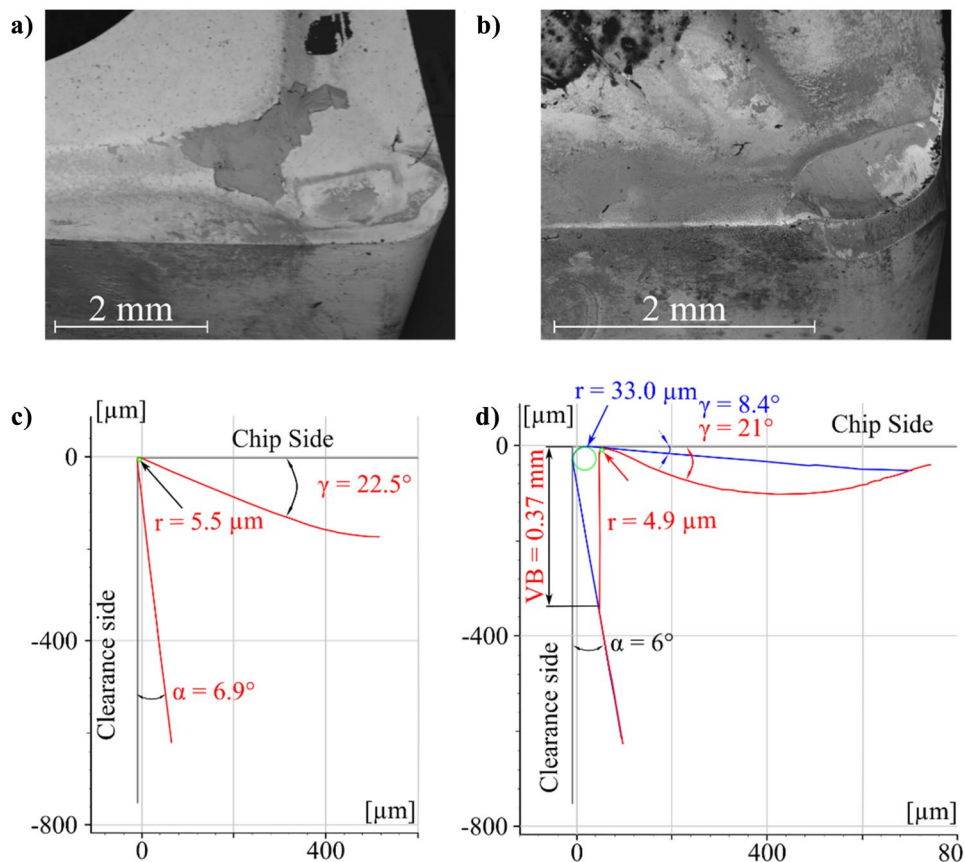 a)
b)
2 mm
2 mm
c)
d)
[µm]
Chip Side
0
γ = 22.5°
r = 5.5 µm
-400
Clearance side
α = 6.9°
[µm]
-800
0
400
r = 33.0 µm
[µm]
γ = 8.4°
γ = 21°
Chip Side
0
VB = 0.37 mm
r = 4.9 µm
-400
α = 6°
Clearance side
[µm]
-800
0
400
80